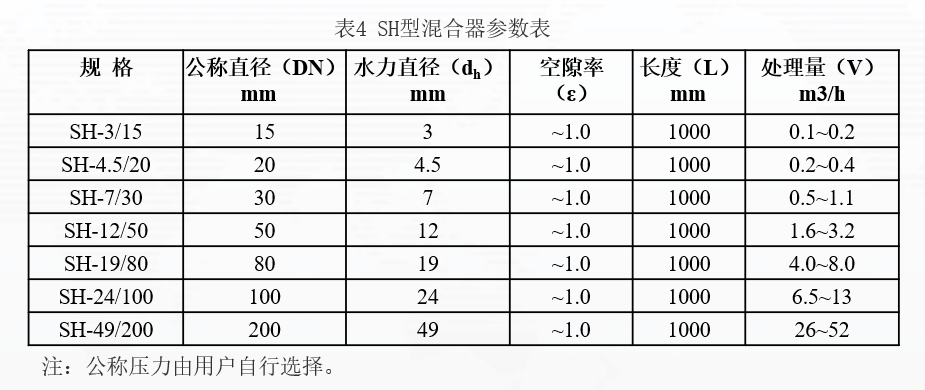 表4 SH型混合器参数表
规 格 公称直径（DN）mm 水力直径（dh）mm 空隙率（ε） 长度（L）mm 处理量（V）m3/h
SH-3/15 15 3 ~1.0 1000 0.1~0.2
SH-4.5/20 20 4.5 ~1.0 1000 0.2~0.4
SH-7/30 30 7 ~1.0 1000 0.5~1.1
SH-12/50 50 12 ~1.0 1000 1.6~3.2
SH-19/80 80 19 ~1.0 1000 4.0~8.0
SH-24/100 100 24 ~1.0 1000 6.5~13
SH-49/200 200 49 ~1.0 1000 26~52
注：公称压力由用户自行选择。